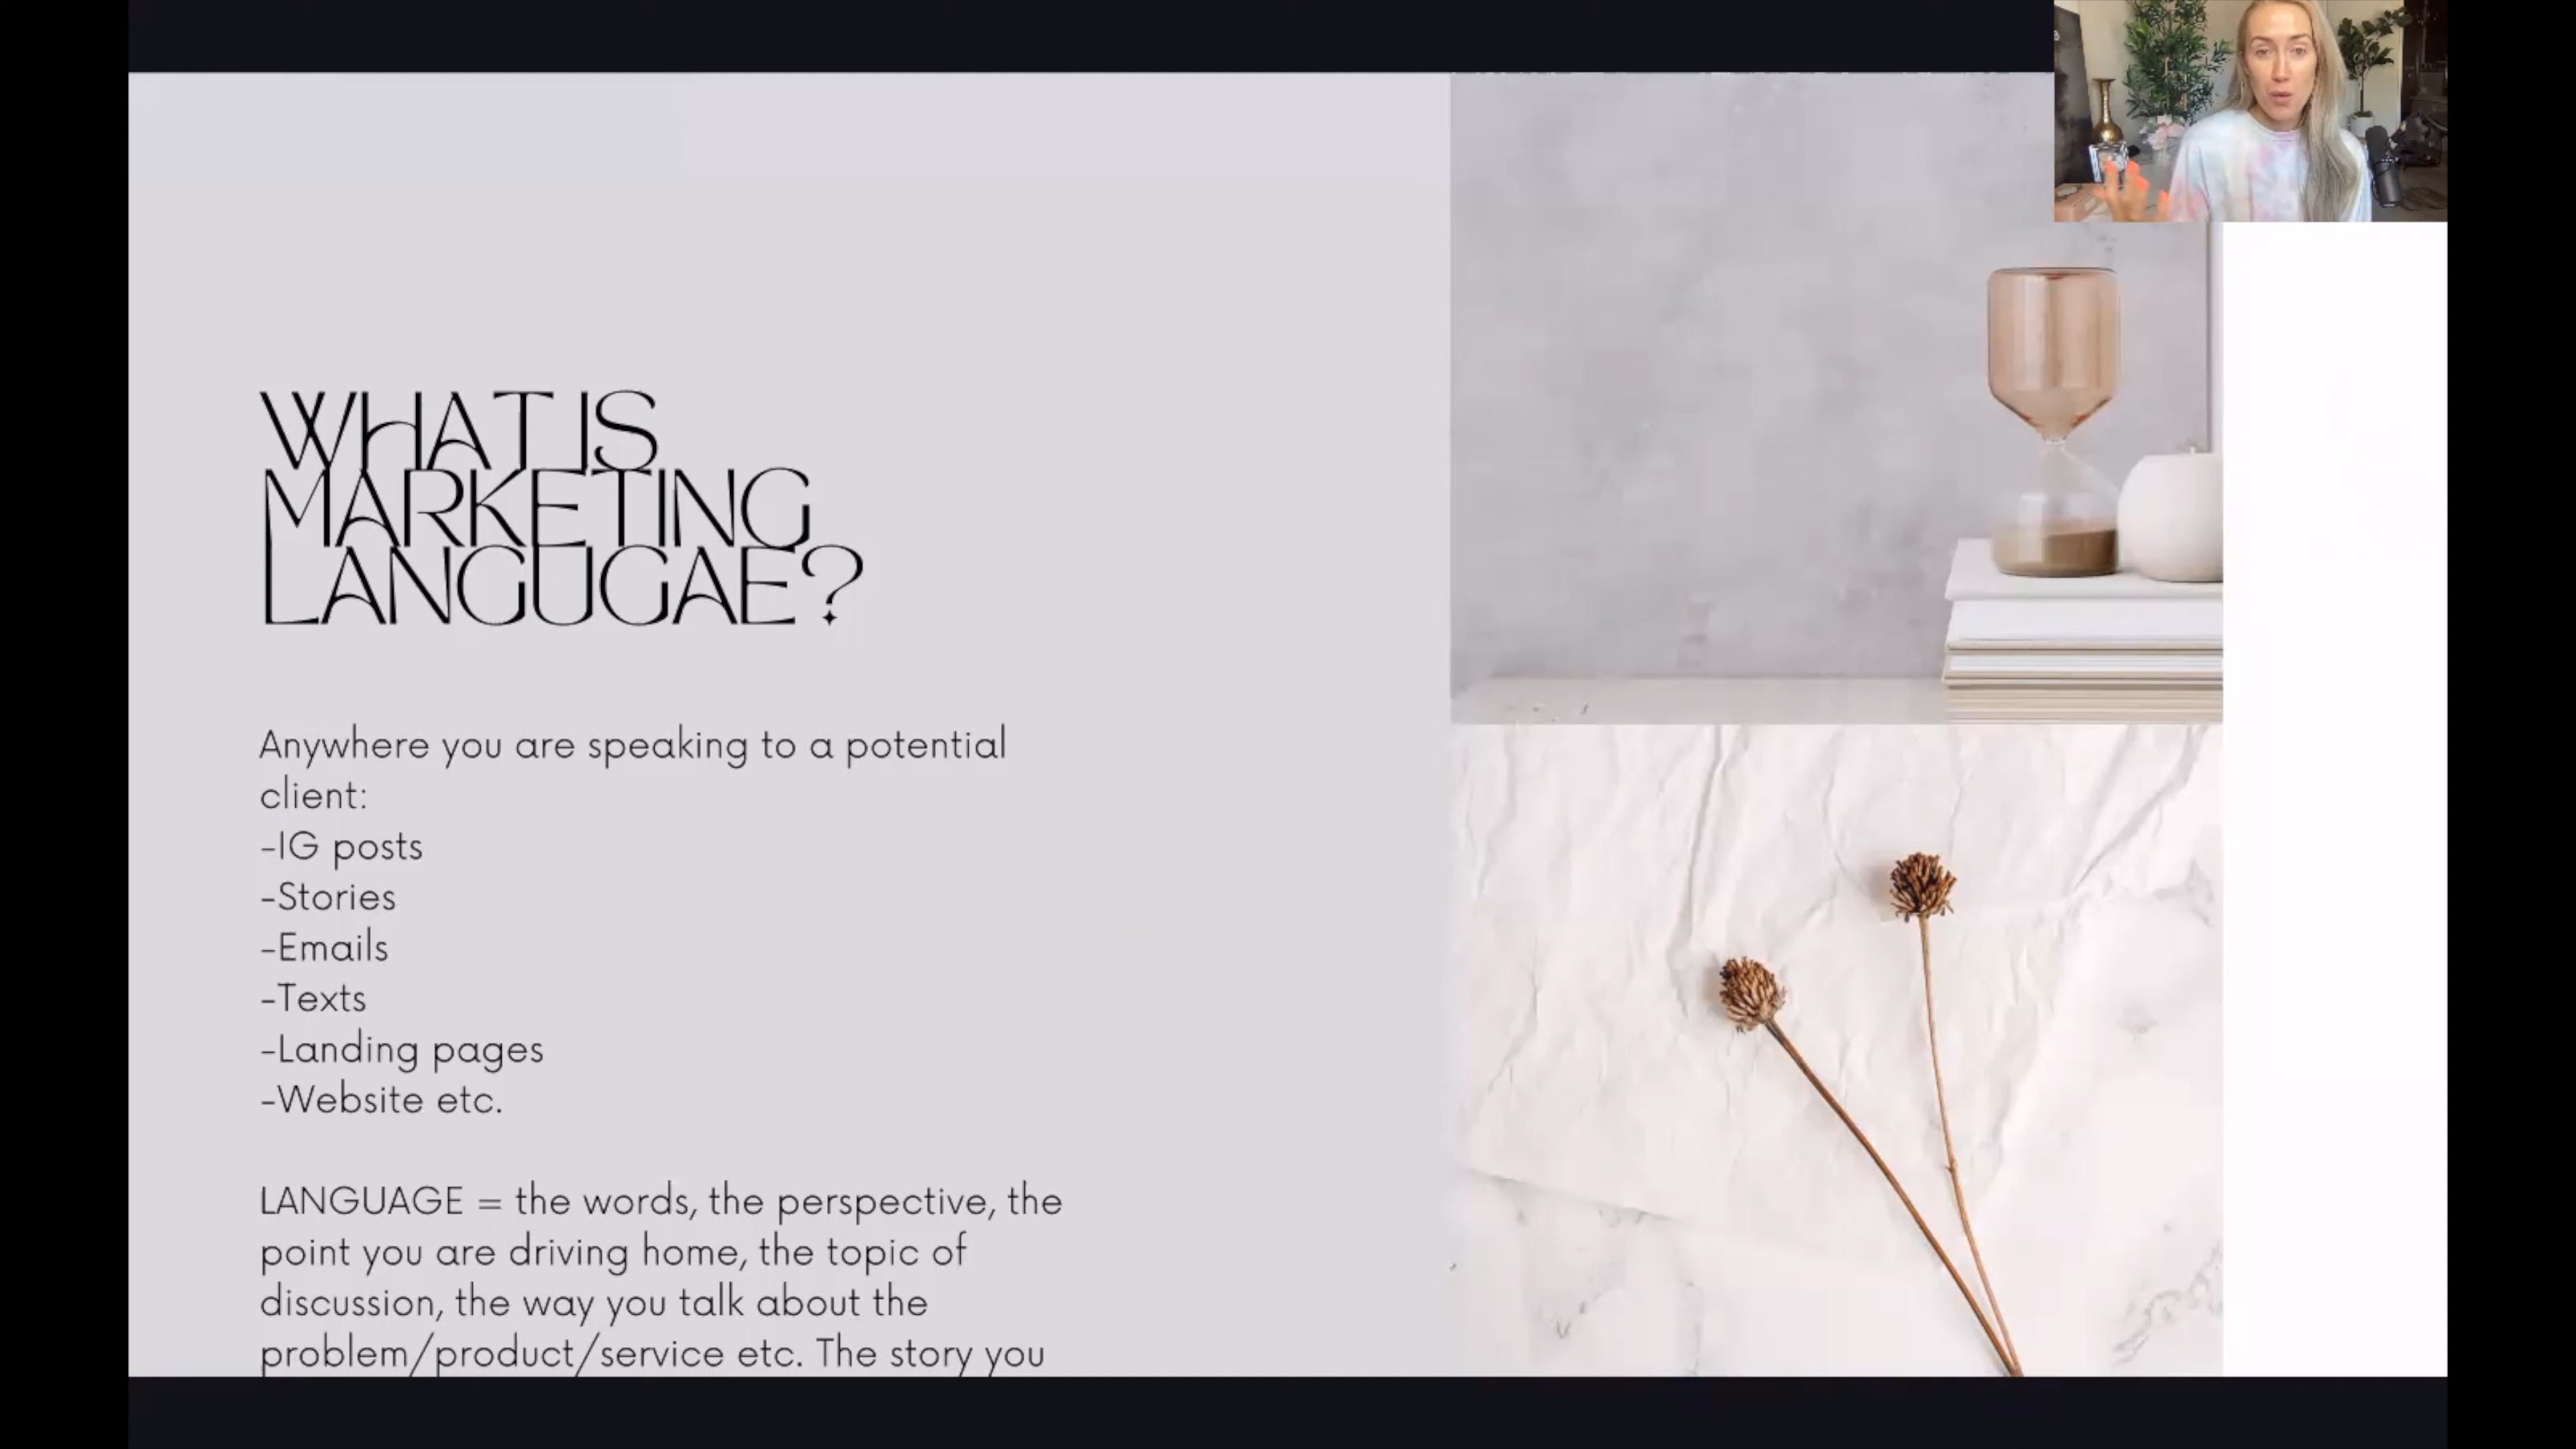 WHAT IS
MARKETING
LANGUGAE?
Anywhere you are speaking to a potential
client:
-IG posts
-Stories
-Emails
-Texts
-Landing pages
-Website etc.
LANGUAGE = the words, the perspective, the
point you are driving home, the topic of
discussion, the way you talk about the
problem/product/service etc. The story you